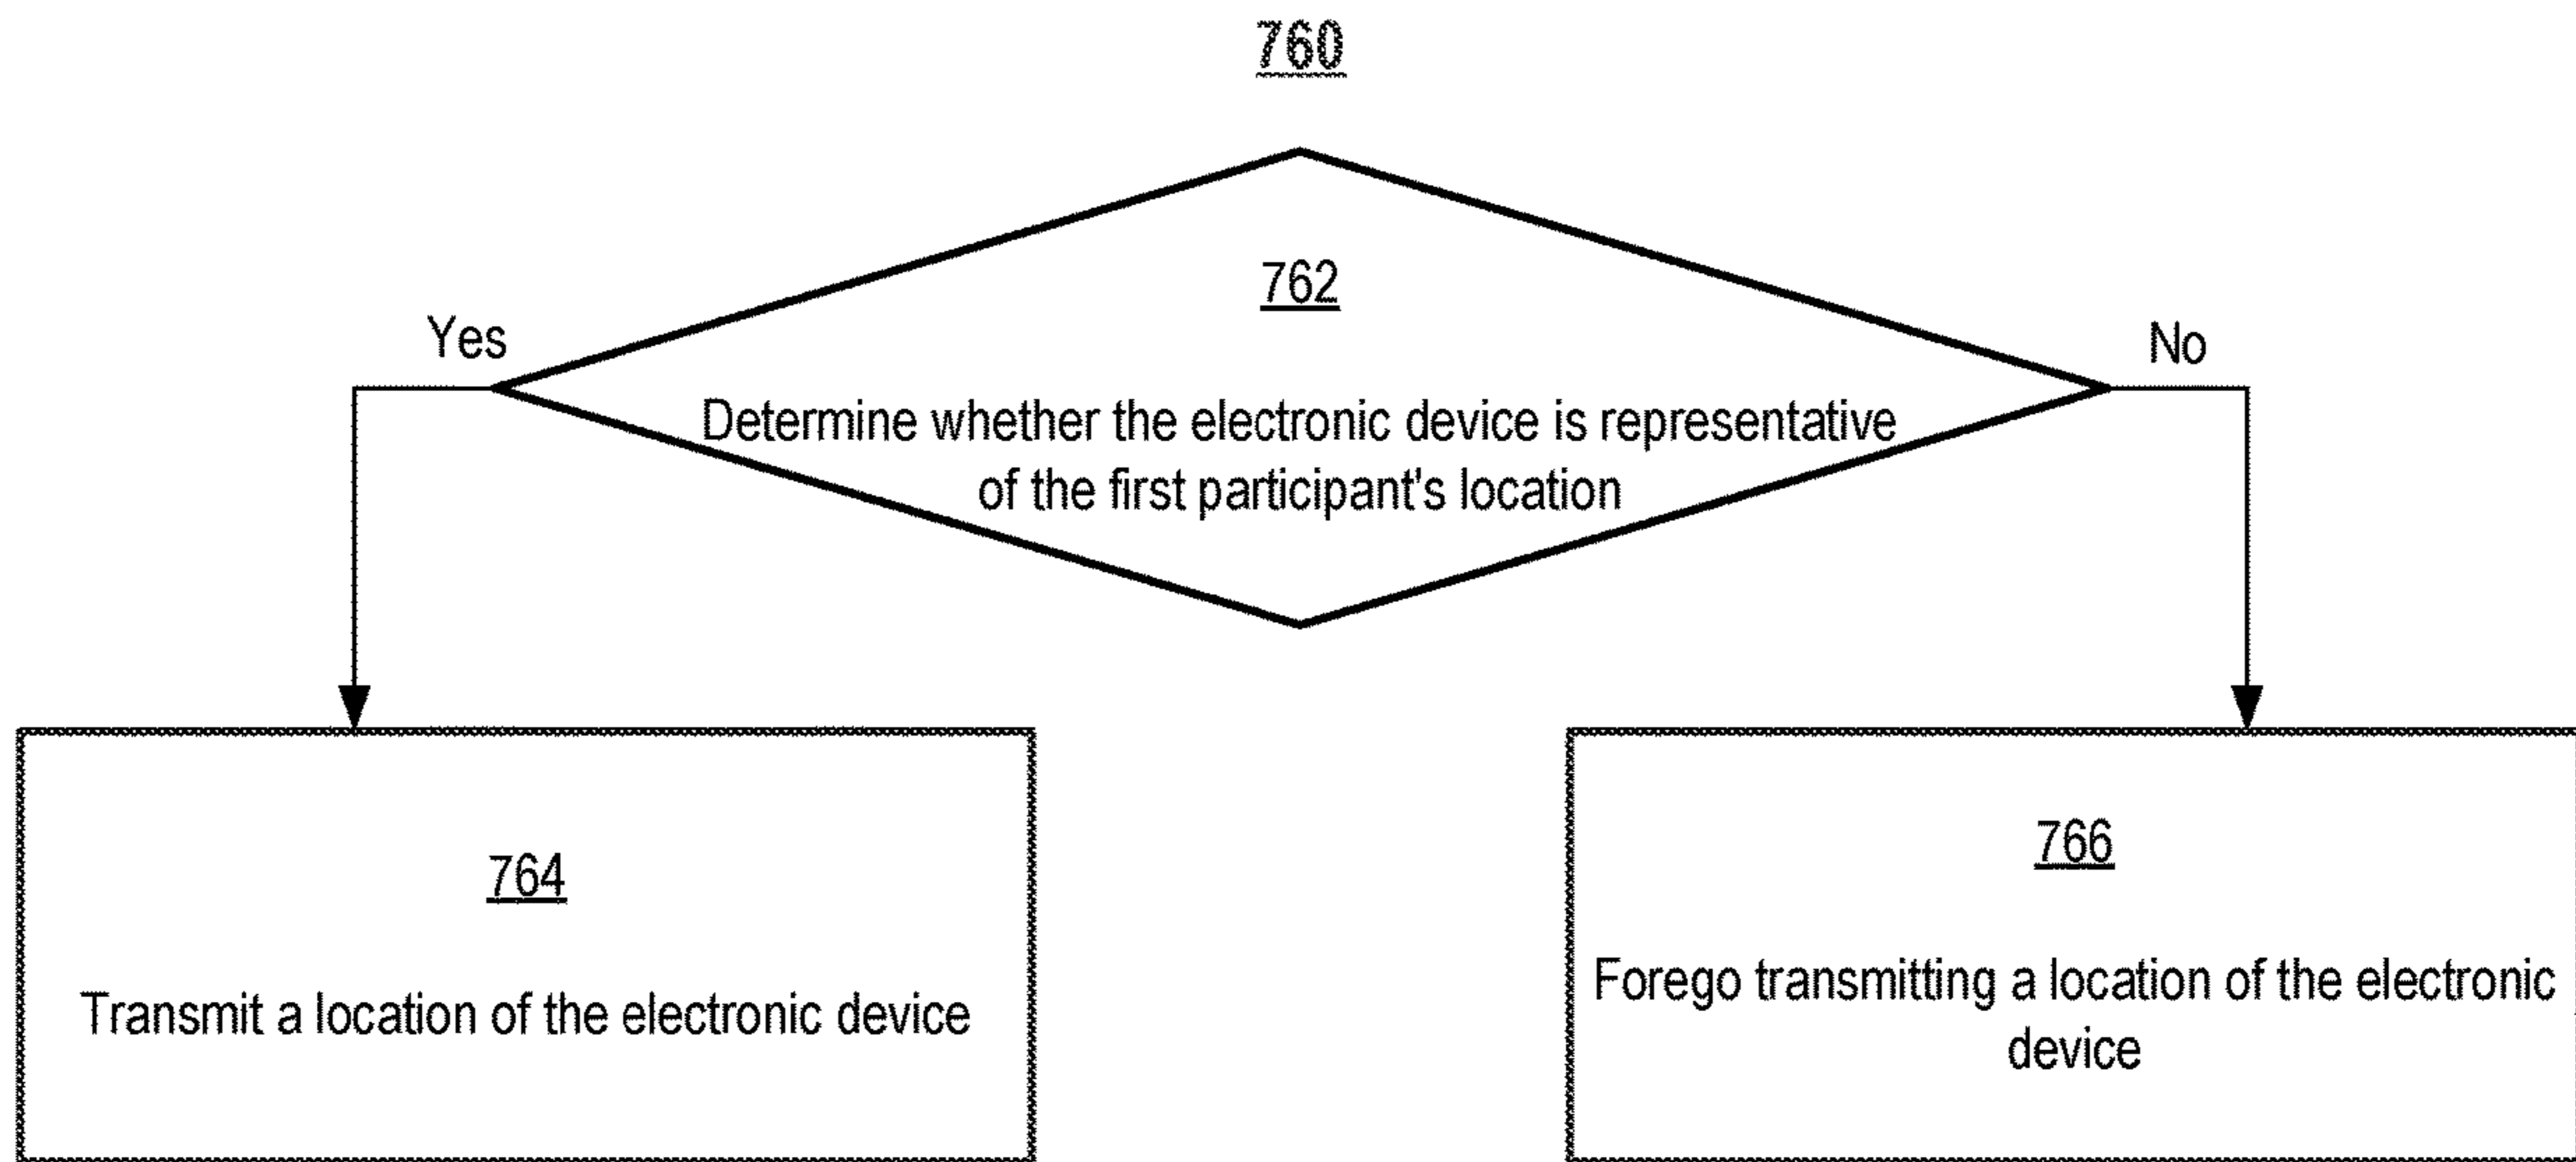 760
762
Yes
No
Determine whether the electronic device is representative
of the first participant's location
764
Transmit a location of the electronic device
766
Forego transmitting a location of the electronic
device